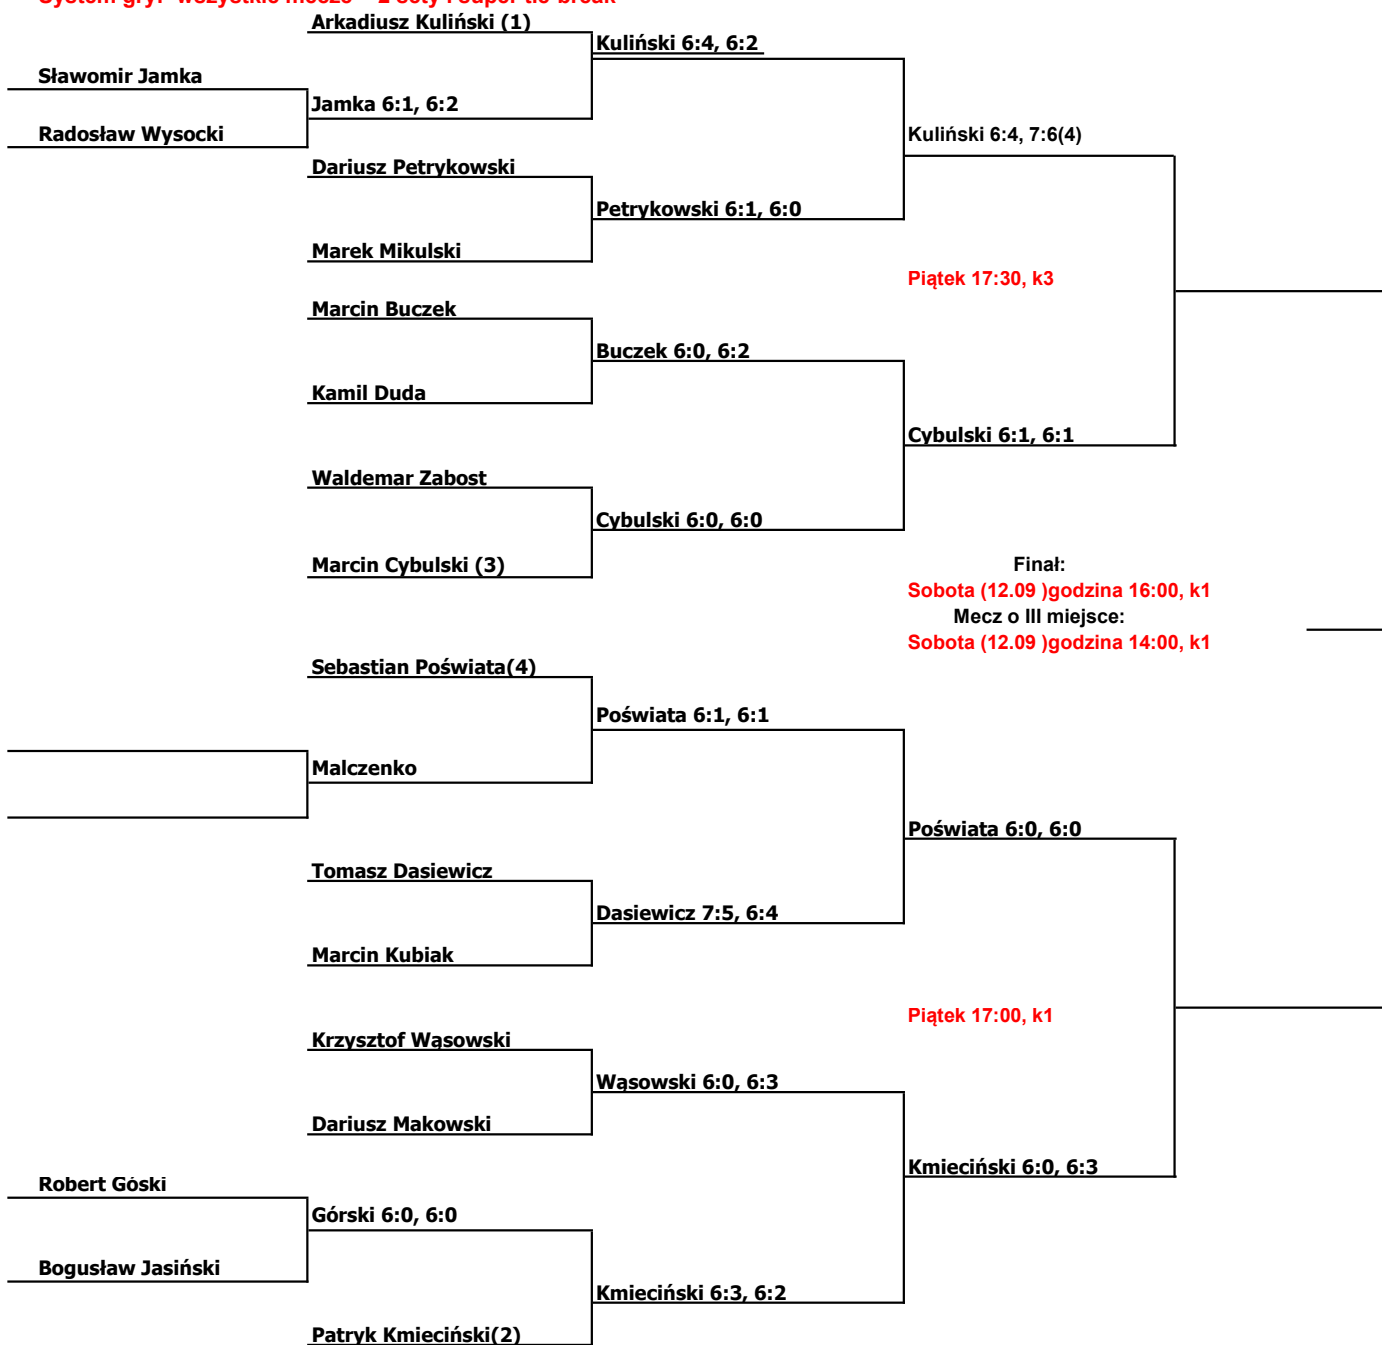 Arkadiusz Kuliński (1)
Kuliński 6:4, 6:2
Sławomir Jamka
Jamka 6:1, 6:2
Radosław Wysocki
Kuliński 6:4, 7:6(4)
Dariusz Petrykowski
Petrykowski 6:1, 6:0
Marek Mikulski
Piątek 17:30, k3
Marcin Buczek
Buczek 6:0, 6:2
Kamil Duda
Cybulski 6:1, 6:1
Waldemar Zabost
Cybulski 6:0, 6:0
Marcin Cybulski (3)
Finał:
Sobota (12.09 )godzina 16:00, k1
Mecz o III miejsce:
Sobota (12.09 )godzina 14:00, k1
Sebastian Poświata(4)
Poświata 6:1, 6:1
Malczenko
Poświata 6:0, 6:0
Tomasz Dasiewicz
Dasiewicz 7:5, 6:4
Marcin Kubiak
Piątek 17:00, k1
Krzysztof Wąsowski
Wąsowski 6:0, 6:3
Dariusz Makowski
Kmieciński 6:0, 6:3
Robert Góski
Górski 6:0, 6:0
Bogusław Jasiński
Kmieciński 6:3, 6:2
Patryk Kmieciński(2)